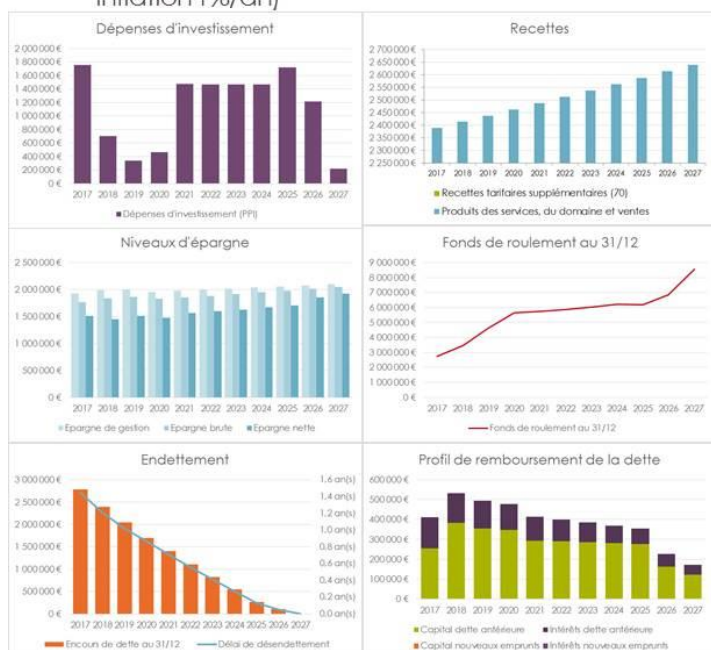 inflation 1%/an)
Dépenses d'investissement
2 000 000 €
1 800 000 €
1 600 000 €
1 400 000 €
1 200 000 €
1 000 000 €
800 000 €
600 000 €
400 000 €
200 000 €
0 €
2017 2018 2019 2020 2021 2022 2023 2024 2025 2026 2027
Dépenses d'investissement (PPI)
Recettes
2 700 000 €
2 650 000 €
2 600 000 €
2 550 000 €
2 500 000 €
2 450 000 €
2 400 000 €
2 350 000 €
2 300 000 €
2 250 000 €
2017 2018 2019 2020 2021 2022 2023 2024 2025 2026 2027
Recettes tarifaires supplémentaires (70)
Produits des services, du domaine et ventes
Niveaux d'épargne
2 500 000 €
2 000 000 €
1 500 000 €
1 000 000 €
500 000 €
0 €
2017 2018 2019 2020 2021 2022 2023 2024 2025 2026 2027
Epargne de gestion Epargne brute Epargne nette
Fonds de roulement au 31/12
9 000 000 €
8 000 000 €
7 000 000 €
6 000 000 €
5 000 000 €
4 000 000 €
3 000 000 €
2 000 000 €
1 000 000 €
0 €
2017 2018 2019 2020 2021 2022 2023 2024 2025 2026 2027
Fonds de roulement au 31/12
Endettement
3 000 000 €
2 500 000 €
2 000 000 €
1 500 000 €
1 000 000 €
500 000 €
0 €
1.6 an(s)
1.4 an(s)
1.2 an(s)
1.0 an(s)
0.8 an(s)
0.6 an(s)
0.4 an(s)
0.2 an(s)
0.0 an(s)
2017 2018 2019 2020 2021 2022 2023 2024 2025 2026 2027
Encours de dette au 31/12 Délai de désendettement
Profil de remboursement de la dette
600 000 €
500 000 €
400 000 €
300 000 €
200 000 €
100 000 €
0 €
2017 2018 2019 2020 2021 2022 2023 2024 2025 2026 2027
Capital dette antérieure Intérêts dette antérieure
Capital nouveaux emprunts Intérêts nouveaux emprunts